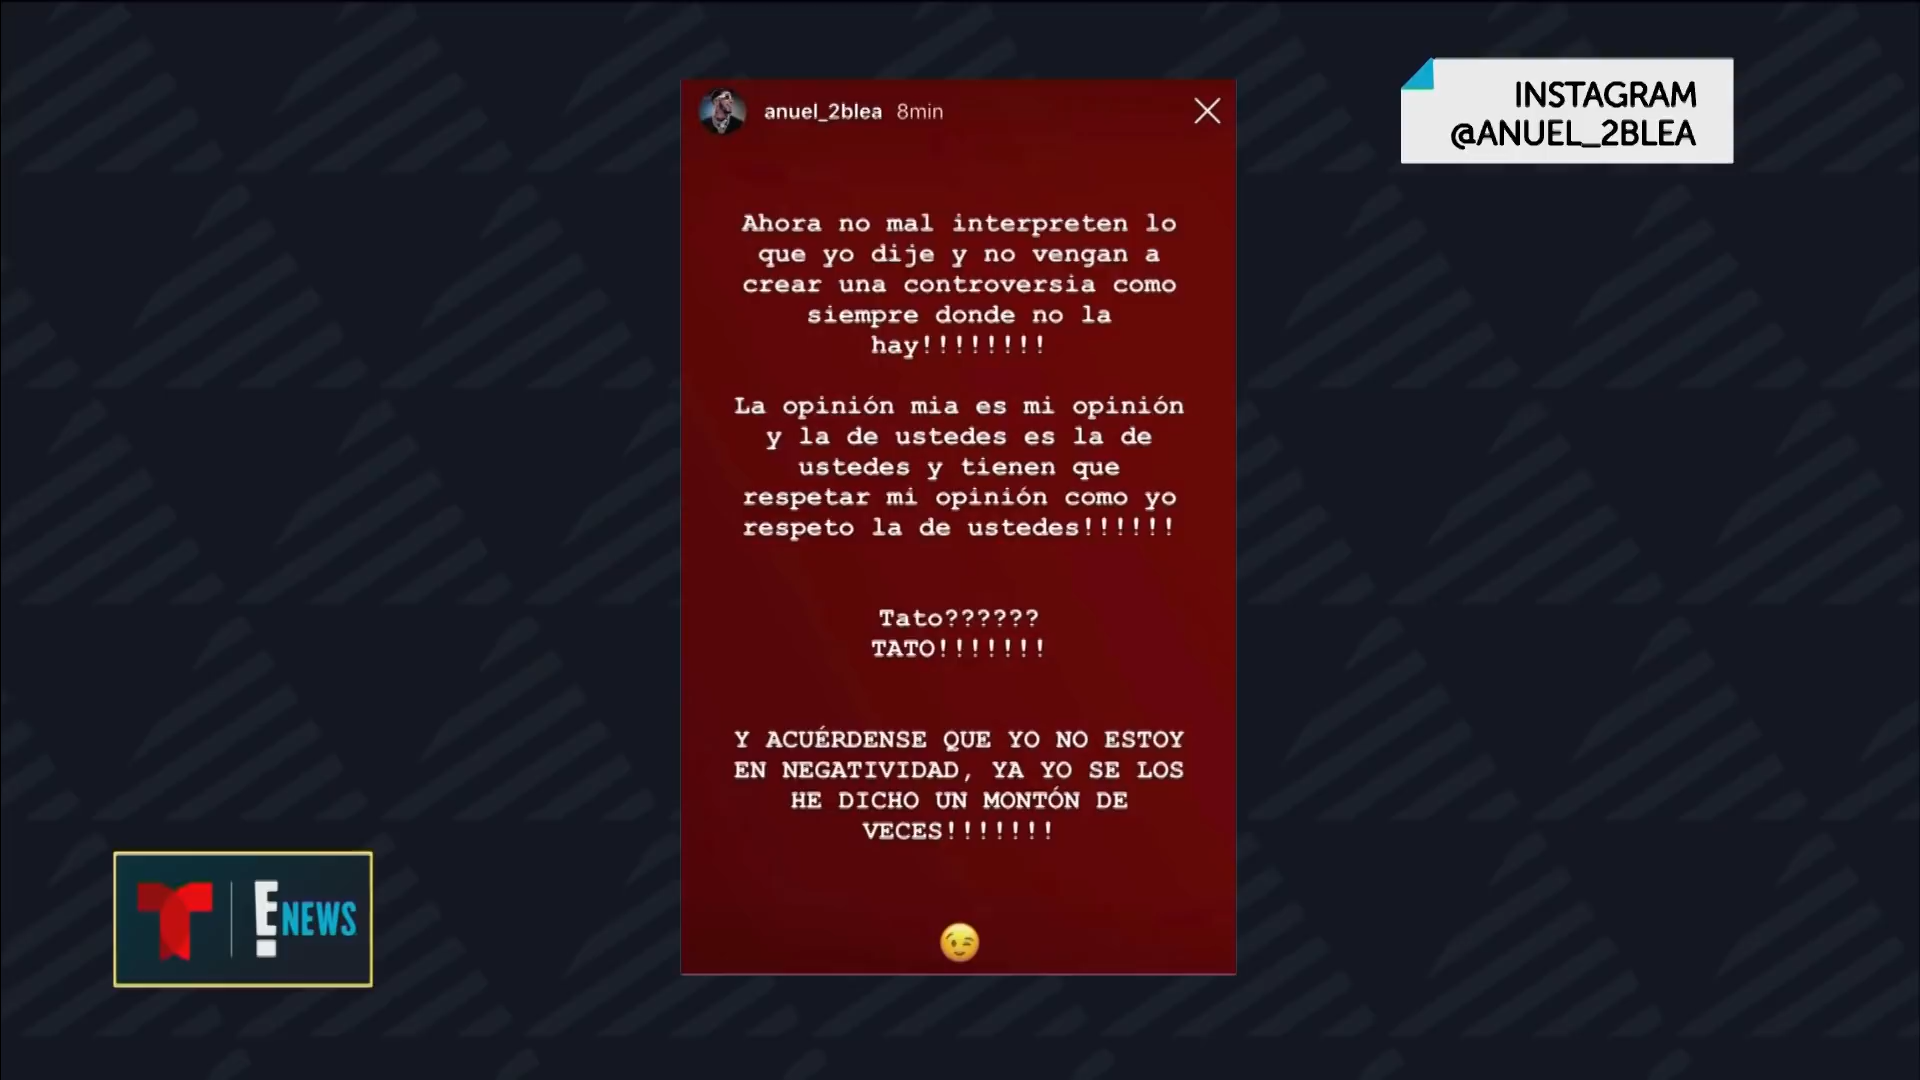 INSTAGRAM
@ANUEL_2BLEA
anuel_2blea 8min
Ahora no mal interpreten lo
que yo dije y no vengan a
crear una controversia como
siempre donde no la
hay!!!!!!!!
La opinión mia es mi opinión
y la de ustedes es la de
ustedes y tienen que
respetar mi opinión como yo
respeto la de ustedes!!!!!!
Tato??????
TATO!!!!!!!
Y ACUÉRDENSE QUE YO NO ESTOY
EN NEGATIVIDAD, YA YO SE LOS
HE DICHO UN MONTÓN DE
VECES!!!!!!!
😉
T E! NEWS